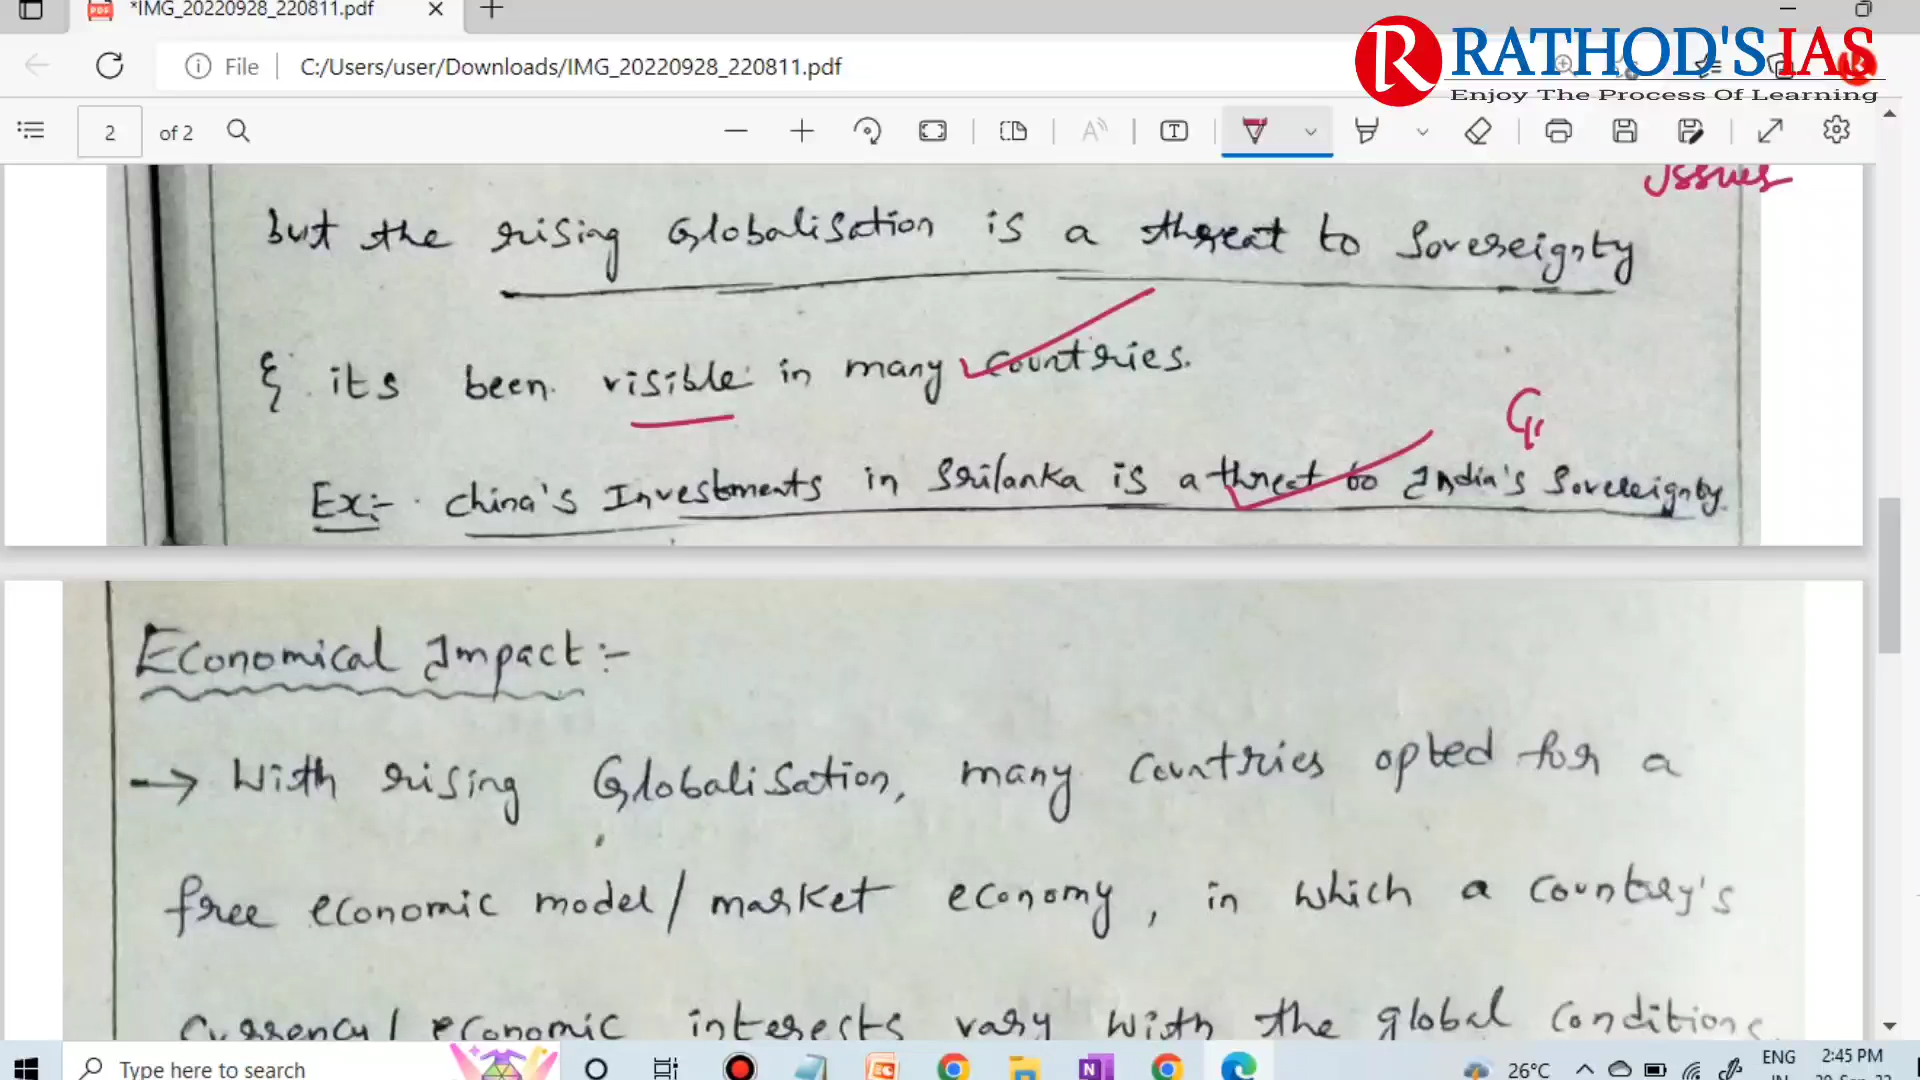 *IMG_20220928_220811.pdf
RATHOD'S IAS
Enjoy The Process Of Learning
File
C:/Users/user/Downloads/IMG_20220928_220811.pdf
2 of 2
Issues
but the rising Globalisation is a threat to Sovereignty
& its been visible in many countries.
Ex:- China's Investments in Srilanka is a threat to India's Sovereignty.
Economical Impact:-
→ With rising Globalisation, many countries opted for a
free economic model/market economy, in which a country's
currency/economic interests vary with the global conditions
Type here to search
26°C
ENG
2:45 PM